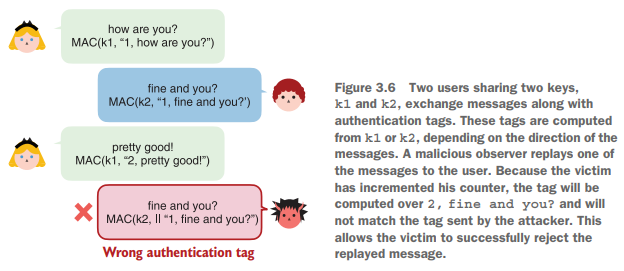 how are you?
MAC(k1, “1, how are you?”)
fine and you?
MAC(k2, “1, fine and you?’)
pretty good!
MAC(k1, “2, pretty good!”)
fine and you?
MAC(k2, II “1, fine and you?”)
Wrong authentication tag
Figure 3.6 Two users sharing two keys,
k1 and k2, exchange messages along with
authentication tags. These tags are computed
from k1 or k2, depending on the direction of the
messages. A malicious observer replays one of
the messages to the user. Because the victim
has incremented his counter, the tag will be
computed over 2, fine and you? and will
not match the tag sent by the attacker. This
allows the victim to successfully reject the
replayed message.